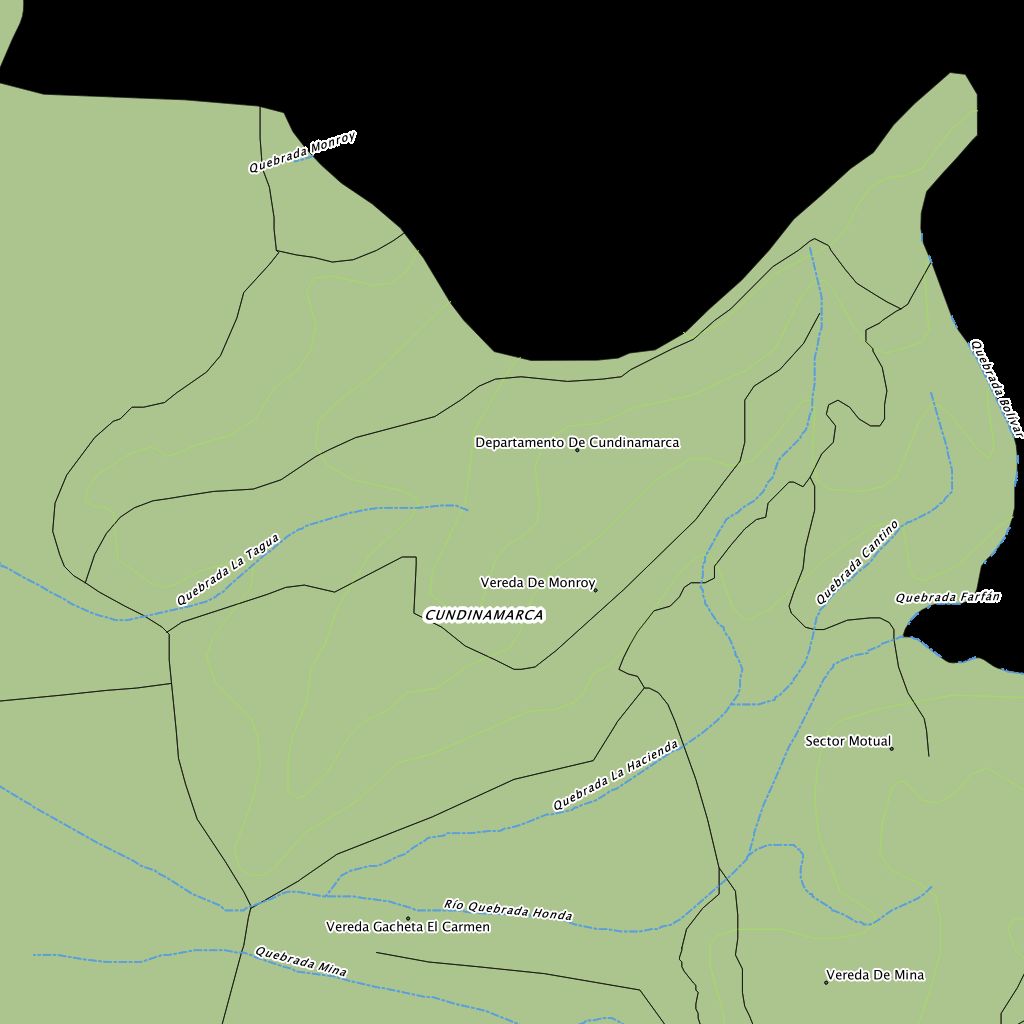 Quebrada Monroy
Quebrada Bolívar
Departamento De Cundinamarca
Quebrada La Tagua
Quebrada Cantino
Vereda De Monroy
Quebrada Farfán
CUNDINAMARCA
Sector Motual
Quebrada La Hacienda
Río Quebrada Honda
Vereda Gacheta El Carmen
Quebrada Mina
Vereda De Mina